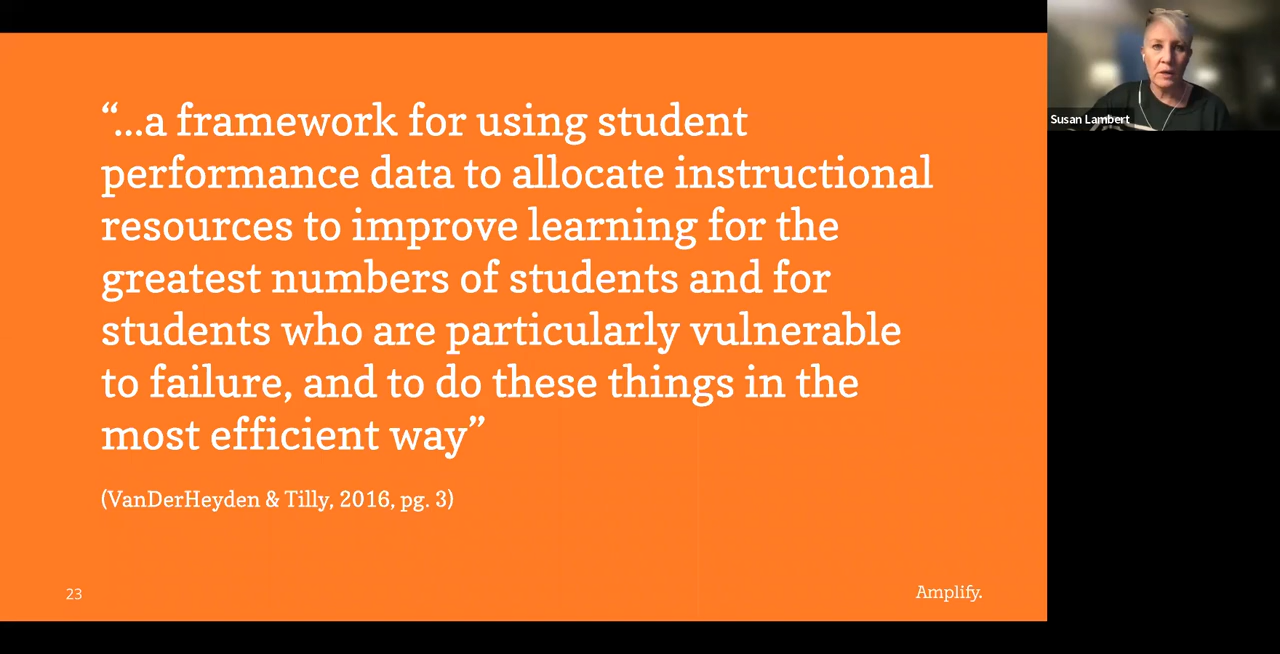 “...a framework for using student
performance data to allocate instructional
resources to improve learning for the
greatest numbers of students and for
students who are particularly vulnerable
to failure, and to do these things in the
most efficient way”
(VanDerHeyden & Tilly, 2016, pg. 3)
23
Amplify.
Susan Lambert